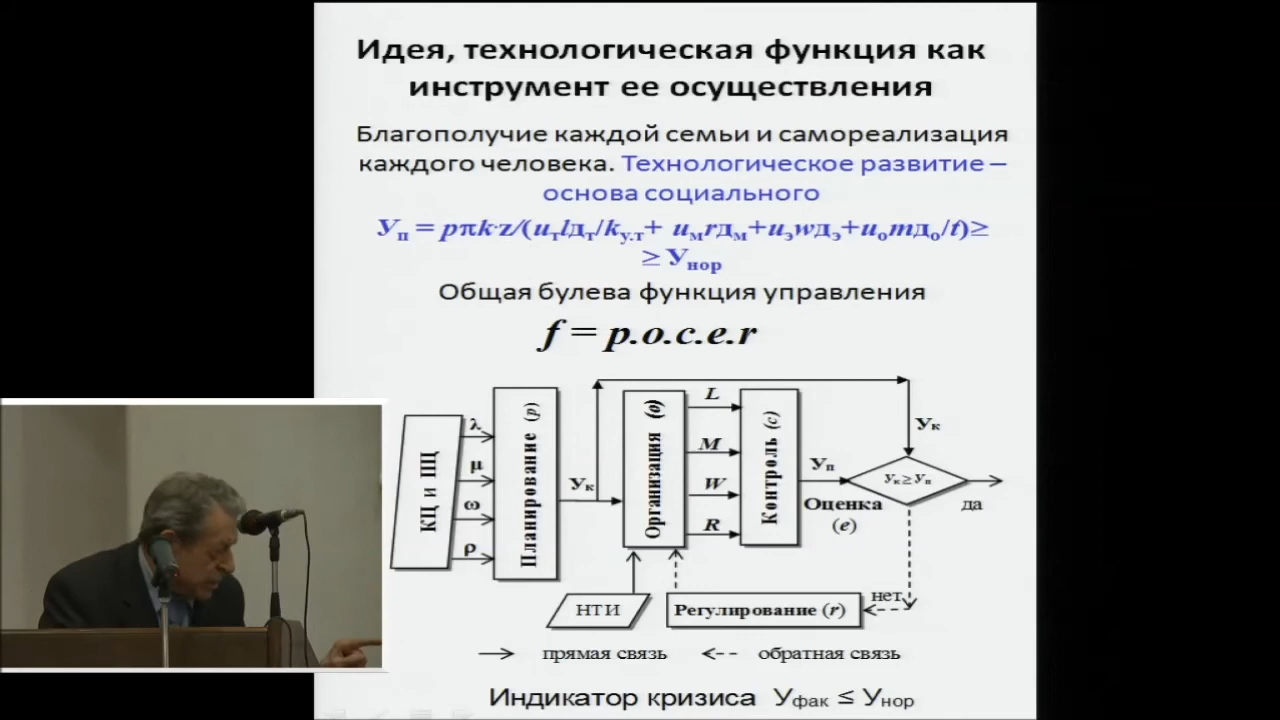 Идея, технологическая функция как
инструмент ее осуществления
Благополучие каждой семьи и самореализация
каждого человека. Технологическое развитие –
основа социального
Уп = pπk·z/(uтlдт/kу.т+ uмrдм+uэwдэ+uоmдо/t)≥
≥ Унор
Общая булева функция управления
f = p.o.c.e.r
КЦ и ПЦ
λ
μ
ω
ρ
Планирование (p)
Ук
Организация (o)
L
M
W
R
Контроль (c)
Уп
Оценка
(e)
Ук
Ук ≥ Уп
да
нет
НТИ
Регулирование (r)
прямая связь
обратная связь
Индикатор кризиса Уфак ≤ Унор